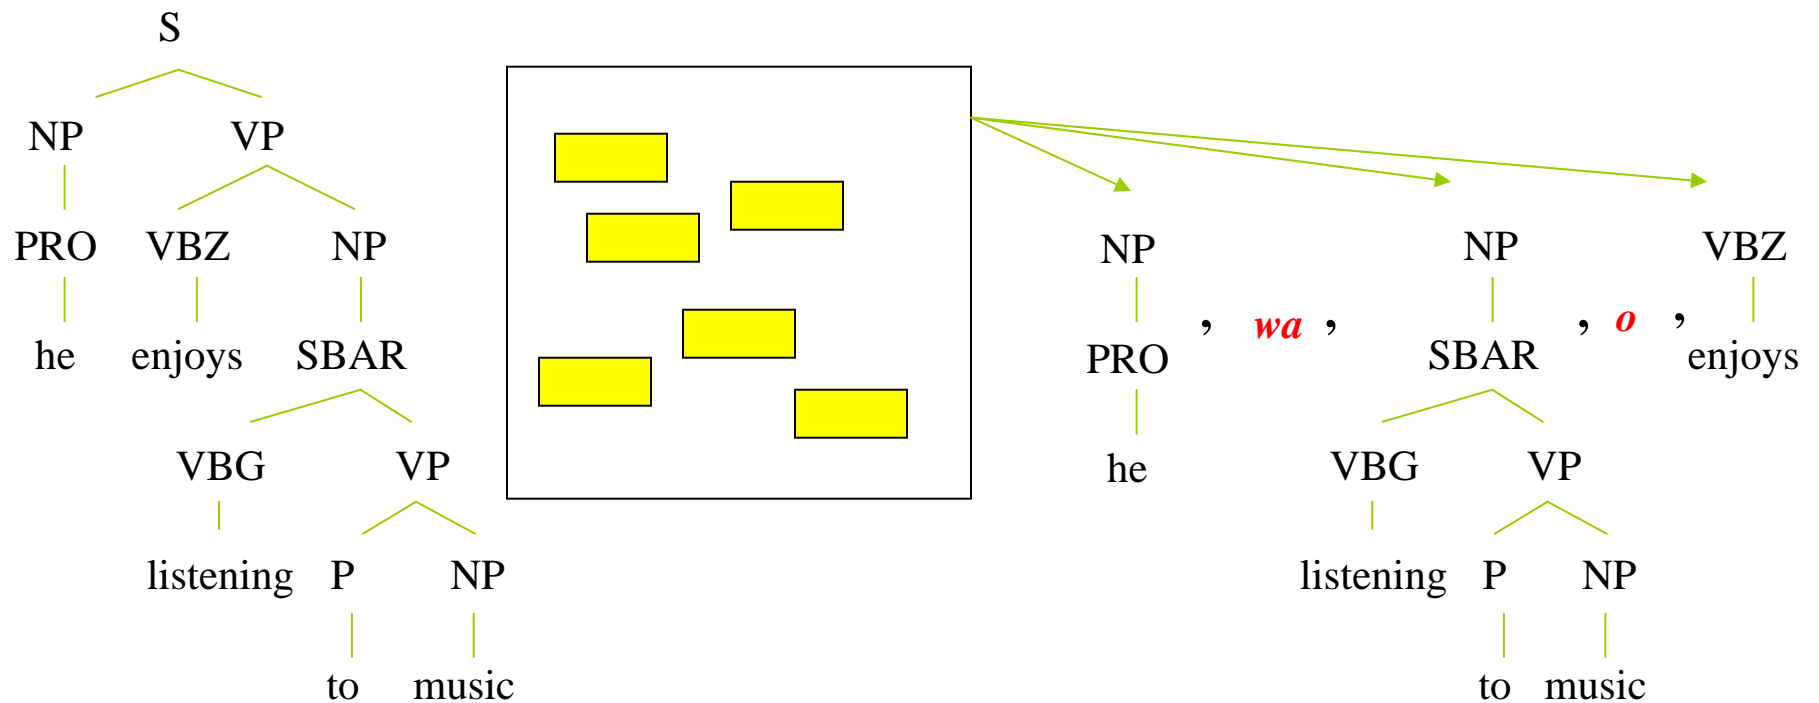 S
NP VP
PRO VBZ NP NP NP VBZ
he enjoys SBAR PRO , wa , SBAR , o , enjoys
VBG VP he VBG VP
listening P NP listening P NP
to music to music